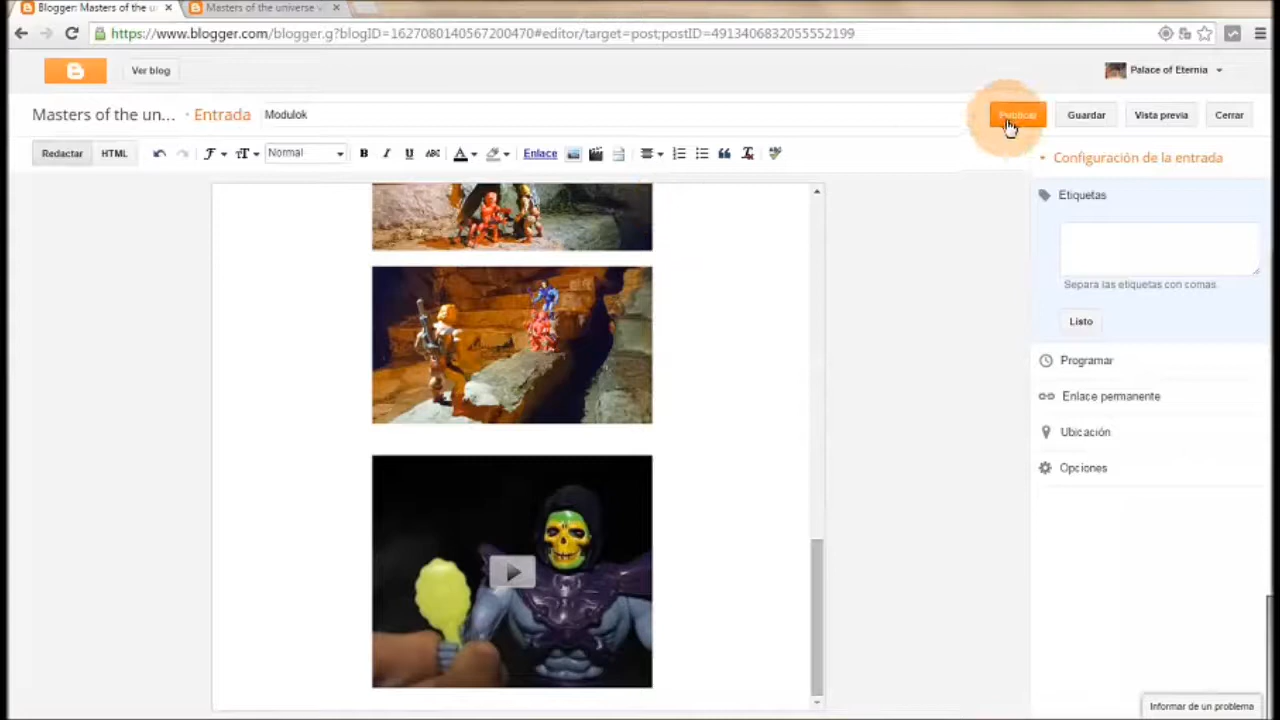 Blogger: Masters of the u
Masters of the universe
https://www.blogger.com/blogger.g?blogID=1627080140567200470#editor/target=post;postID=4913406832055552199
Ver blog
Palace of Eternia
Masters of the un... · Entrada
Modulok
Publicar
Guardar
Vista previa
Cerrar
Redactar
HTML
Normal
B I U ABC A Enlace
Configuración de la entrada
Etiquetas
Separa las etiquetas con comas.
Listo
Programar
Enlace permanente
Ubicación
Opciones
Informar de un problema